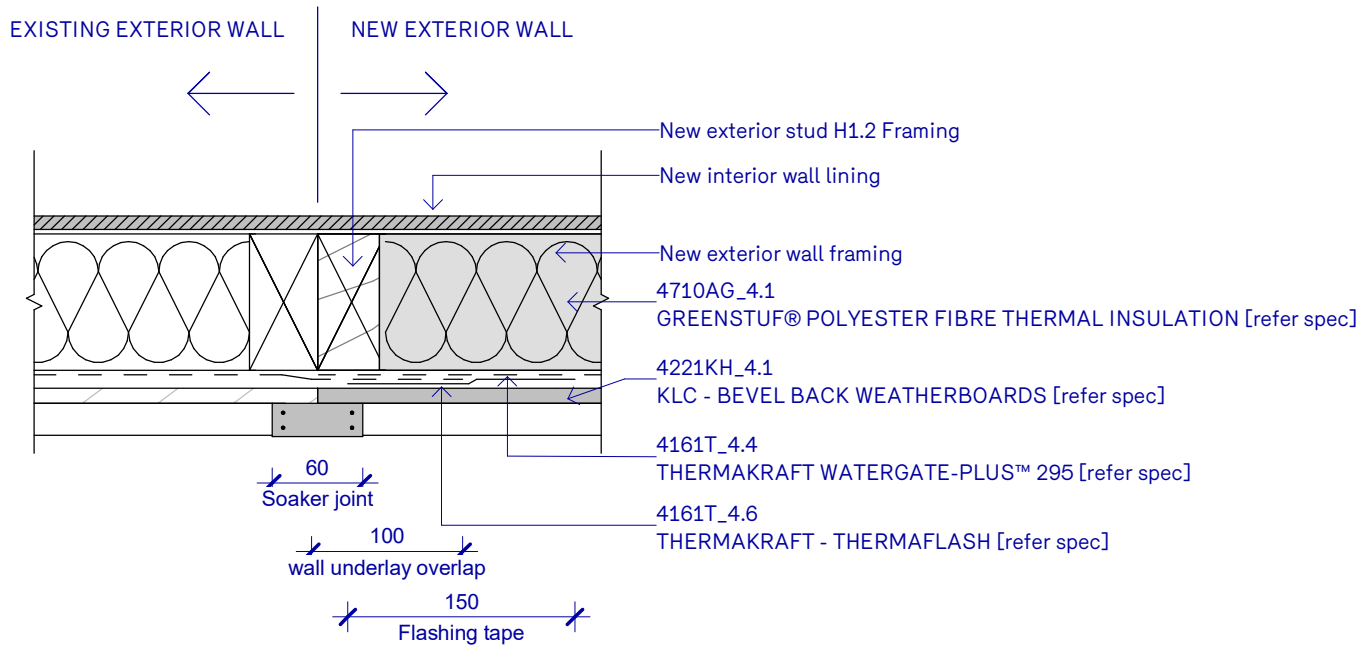 EXISTING EXTERIOR WALL
NEW EXTERIOR WALL
New exterior stud H1.2 Framing
New interior wall lining
New exterior wall framing
4710AG_4.1
GREENSTUF® POLYESTER FIBRE THERMAL INSULATION [refer spec]
4221KH_4.1
KLC - BEVEL BACK WEATHERBOARDS [refer spec]
4161T_4.4
THERMAKRAFT WATERGATE-PLUS™ 295 [refer spec]
4161T_4.6
THERMAKRAFT - THERMAFLASH [refer spec]
60
Soaker joint
100
wall underlay overlap
150
Flashing tape